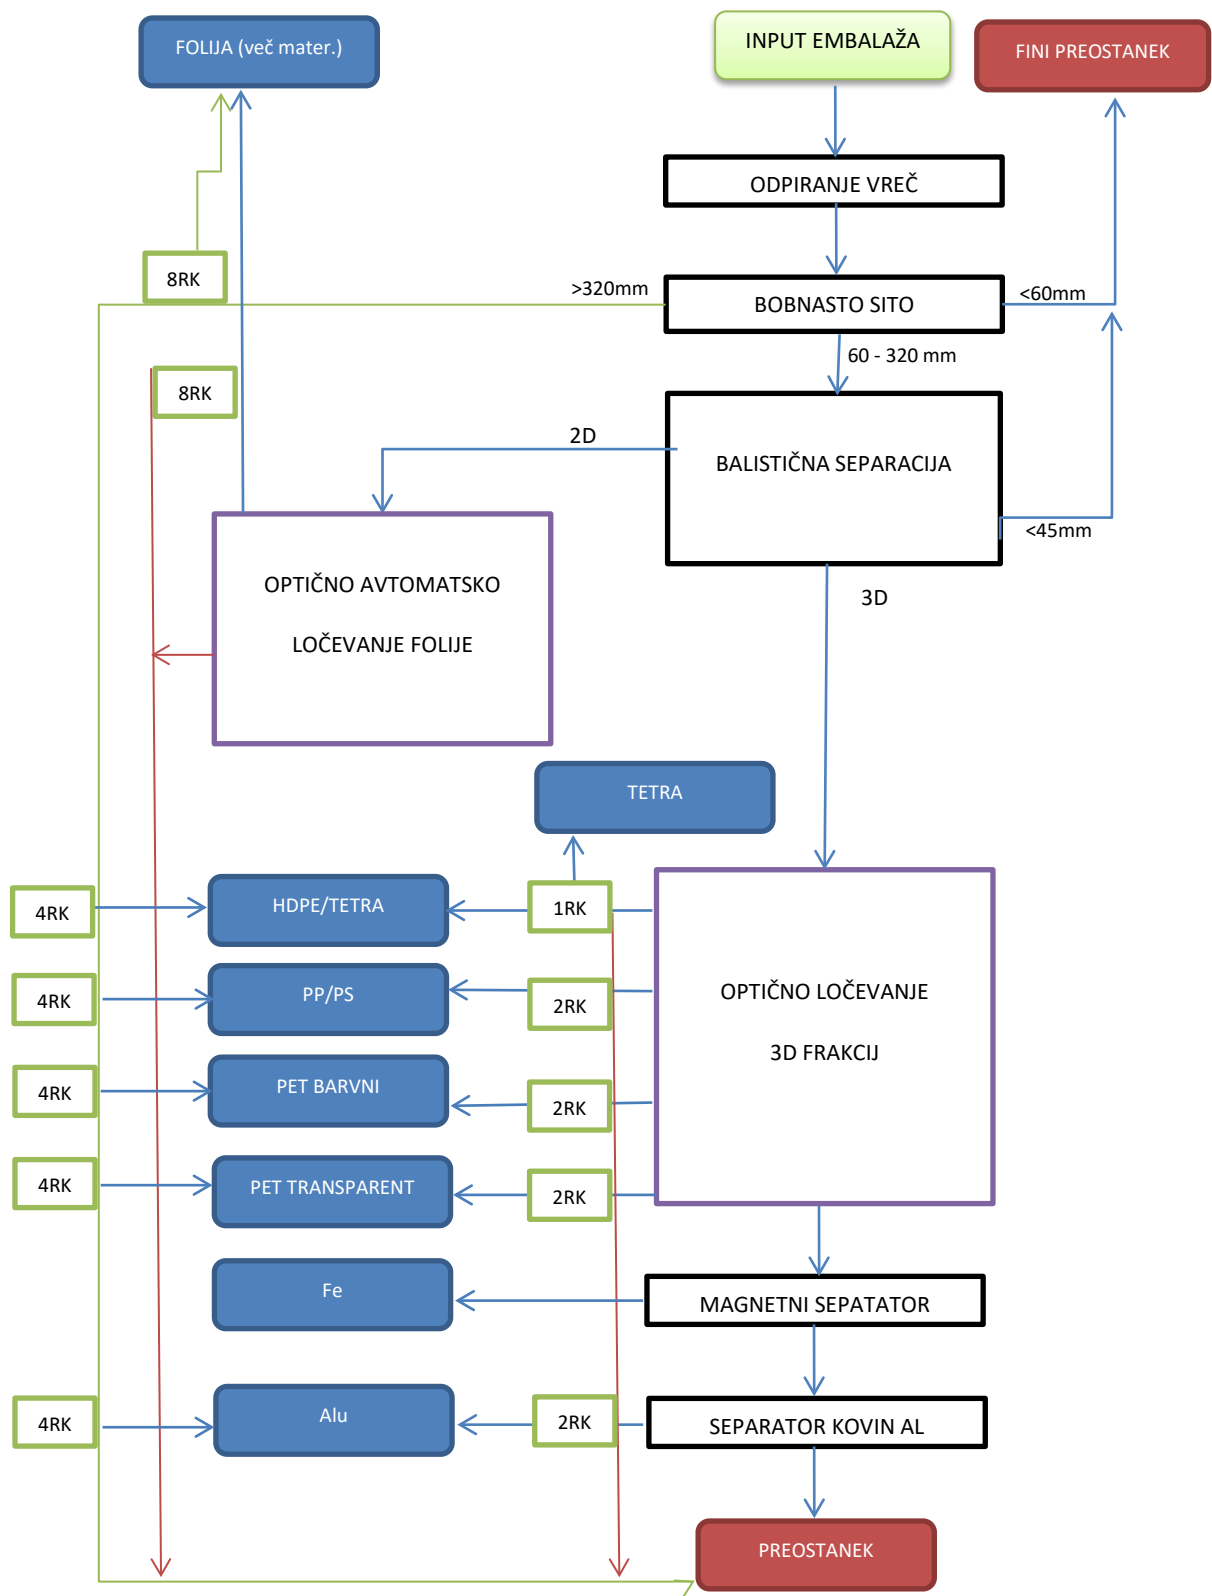 FOLIJA (več mater.)
INPUT EMBALAŽA
FINI PREOSTANEK
ODPIRANJE VREČ
8RK
>320mm
BOBNASTO SITO
<60mm
60 - 320 mm
8RK
2D
BALISTIČNA SEPARACIJA
<45mm
OPTIČNO AVTOMATSKO
LOČEVANJE FOLIJE
3D
TETRA
4RK
HDPE/TETRA
1RK
4RK
PP/PS
2RK
OPTIČNO LOČEVANJE
3D FRAKCIJ
4RK
PET BARVNI
2RK
4RK
PET TRANSPARENT
2RK
Fe
MAGNETNI SEPATATOR
4RK
Alu
2RK
SEPARATOR KOVIN AL
PREOSTANEK